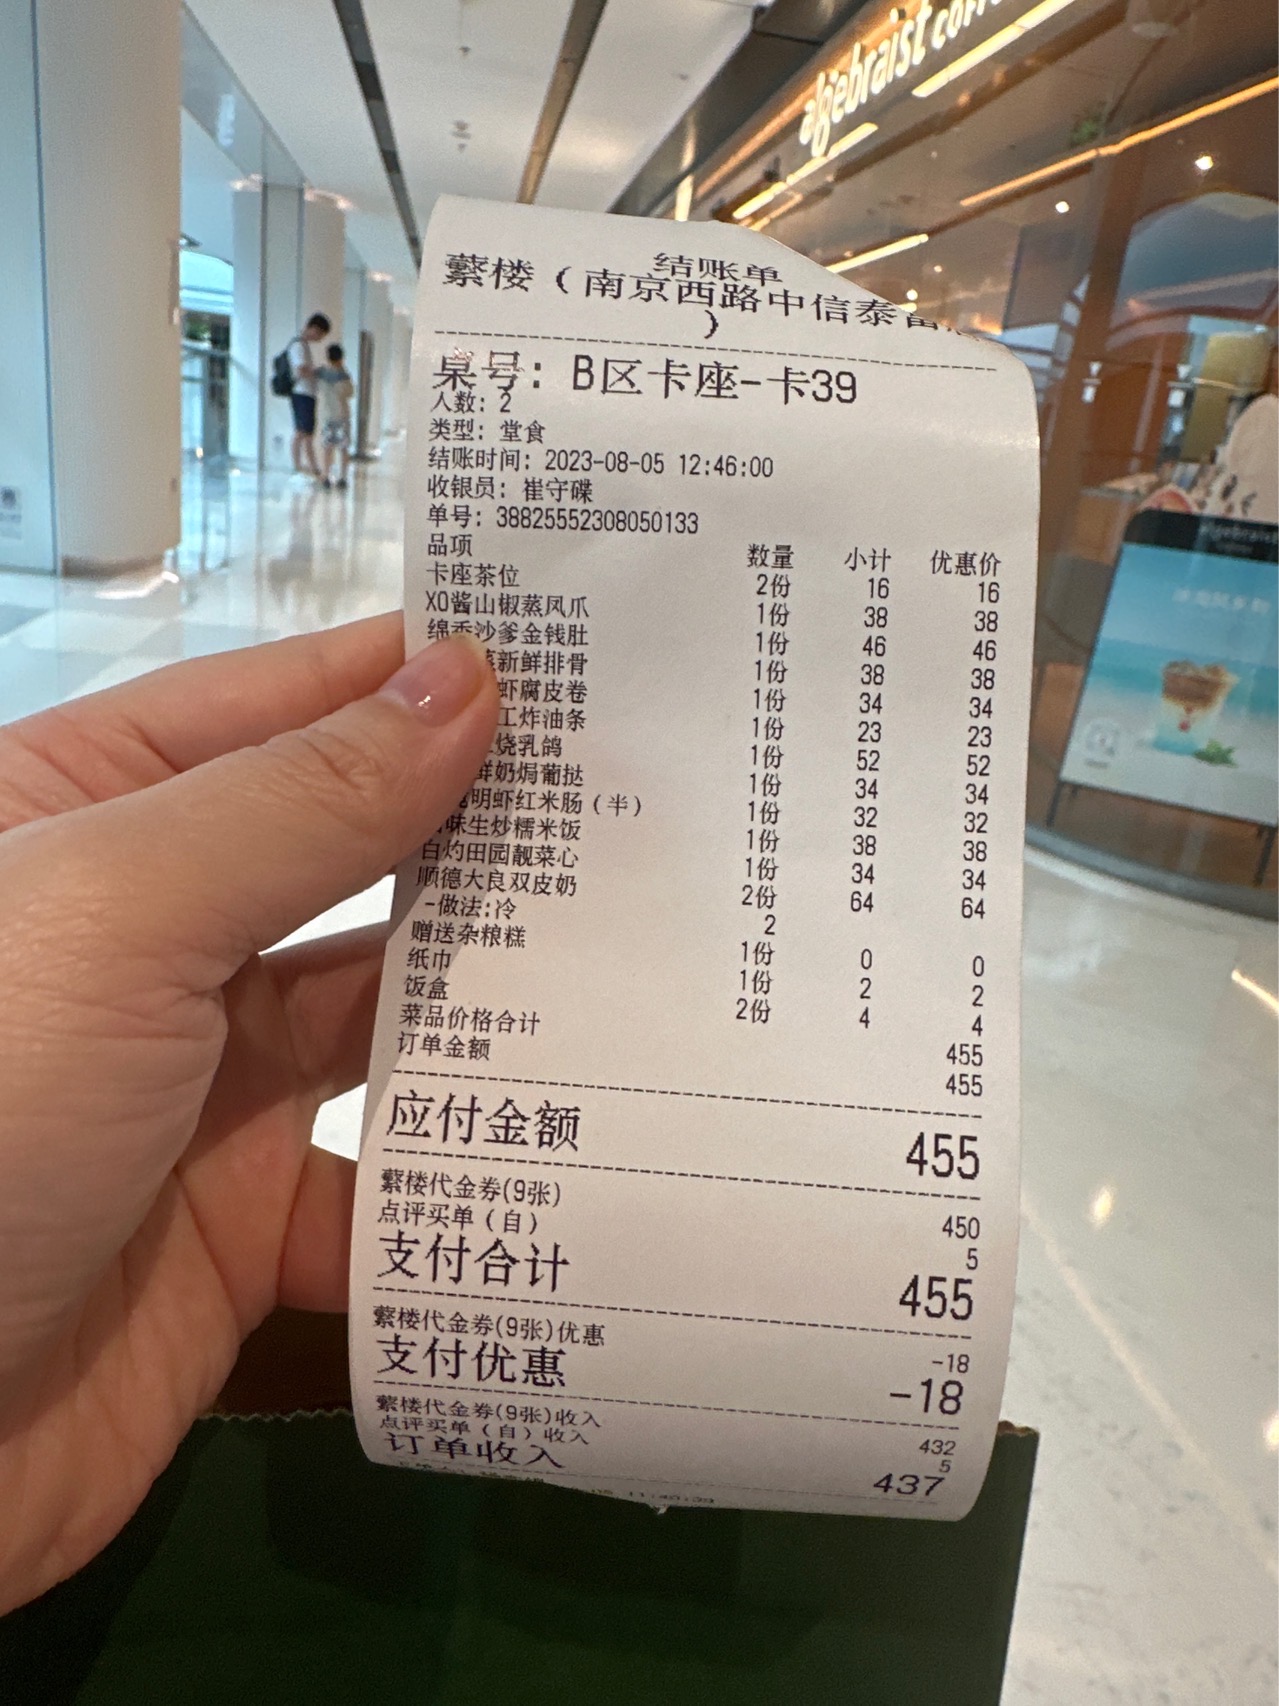 algebraist
结账单
蘩楼(南京西路中信泰富
)
桌号: B区卡座-卡39
人数: 2
类型: 堂食
结账时间: 2023-08-05 12:46:00
收银员: 崔守碟
单号: 38825552308050133
品项 数量 小计 优惠价
卡座茶位 2份 16 16
XO酱山椒蒸凤爪 1份 38 38
绵香沙爹金钱肚 1份 46 46
蒸新鲜排骨 1份 38 38
虾腐皮卷 1份 34 34
工炸油条 1份 23 23
烧乳鸽 1份 52 52
鲜奶焗葡挞 1份 34 34
明虾红米肠(半) 1份 32 32
味生炒糯米饭 1份 38 38
白灼田园靓菜心 1份 34 34
顺德大良双皮奶 2份 64 64
-做法:冷 2
赠送杂粮糕 1份 0 0
纸巾 1份 2 2
饭盒 2份 4 4
菜品价格合计 455
订单金额 455
应付金额 455
蘩楼代金券(9张) 450
点评买单(自) 5
支付合计 455
蘩楼代金券(9张)优惠 -18
支付优惠 -18
蘩楼代金券(9张)收入 432
点评买单(自)收入 5
订单收入 437